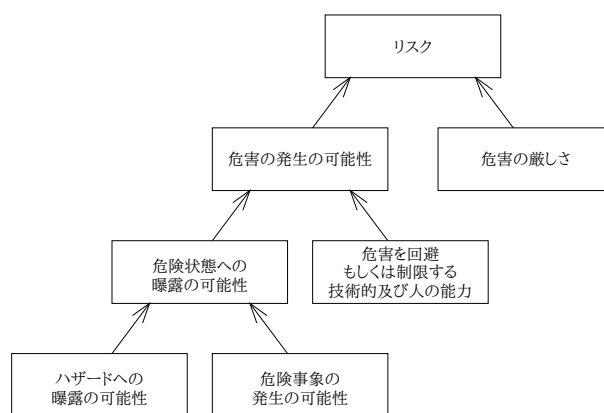 リスク
危害の発生の可能性
危害の厳しさ
危険状態への
曝露の可能性
危害を回避
もしくは制限する
技術的及び人の能力
ハザードへの
曝露の可能性
危険事象の
発生の可能性